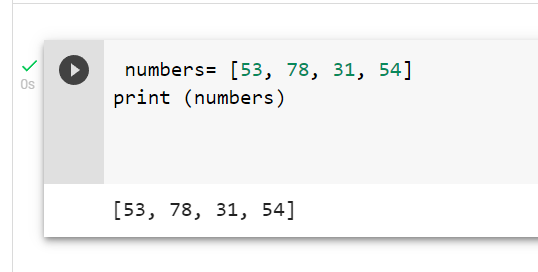 numbers= [53, 78, 31, 54]
print (numbers)
0s
[53, 78, 31, 54]